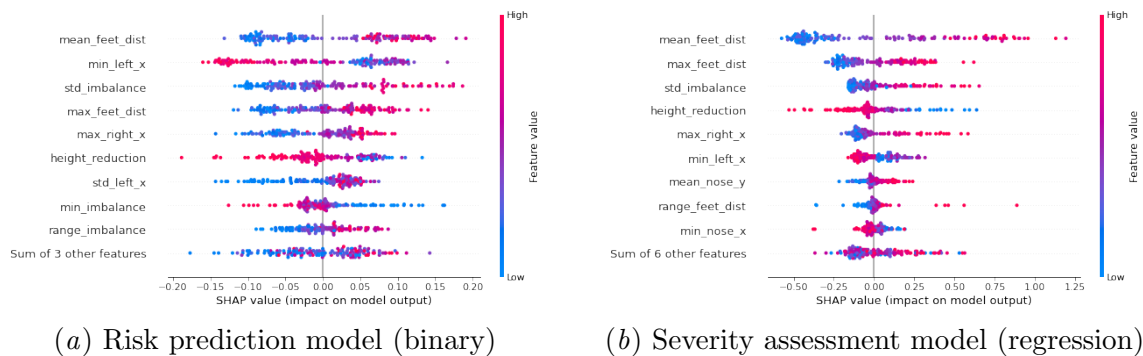 High
mean_feet_dist
min_left_x
std_imbalance
max_feet_dist
max_right_x
height_reduction
std_left_x
min_imbalance
range_imbalance
Sum of 3 other features
Feature value
Low
−0.20 −0.15 −0.10 −0.05 0.00 0.05 0.10 0.15 0.20
SHAP value (impact on model output)
(a) Risk prediction model (binary)
High
mean_feet_dist
max_feet_dist
std_imbalance
height_reduction
max_right_x
min_left_x
mean_nose_y
range_feet_dist
min_nose_x
Sum of 6 other features
Feature value
Low
−0.50 −0.25 0.00 0.25 0.50 0.75 1.00 1.25
SHAP value (impact on model output)
(b) Severity assessment model (regression)